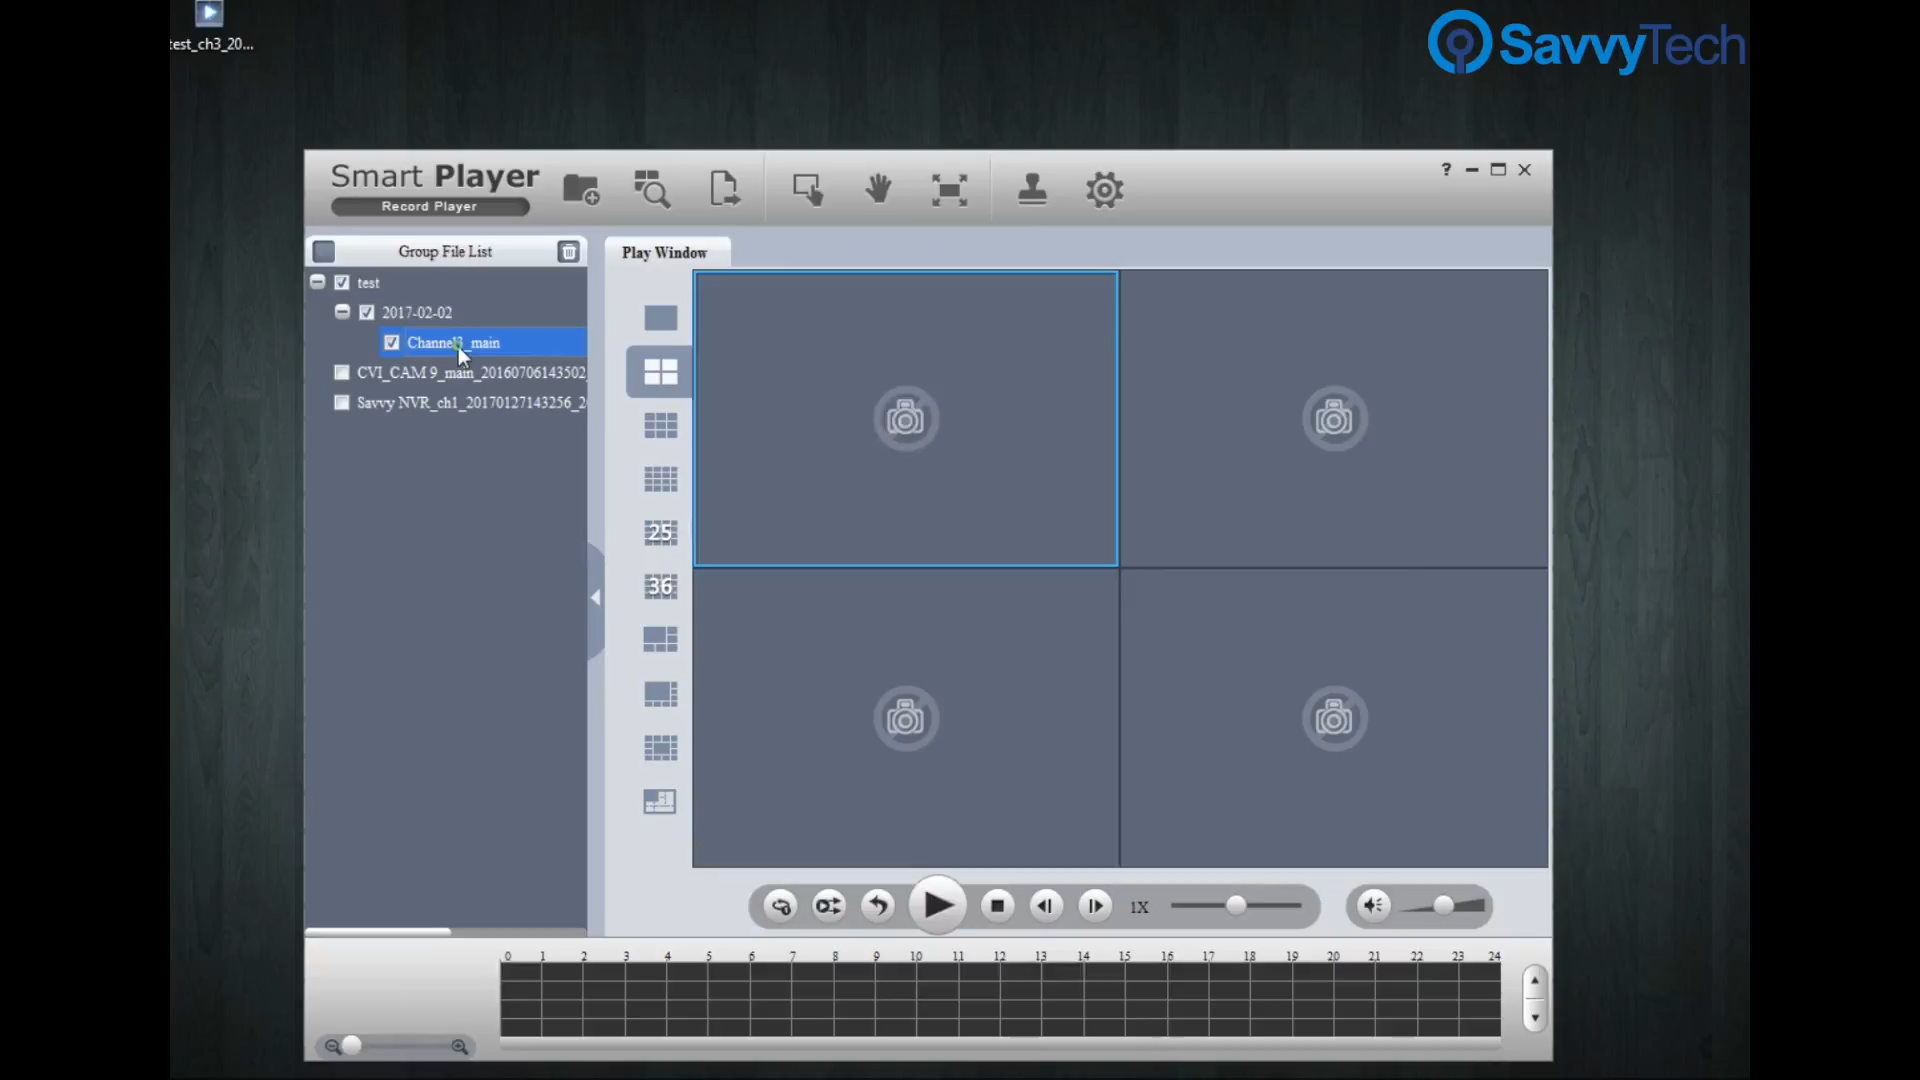 test_ch3_20...
SavvyTech
Smart Player
Record Player
?
Group File List
Play Window
test
2017-02-02
CVI_CAM 9_main_20160706143502_
Savvy NVR_ch1_20170127143256_2
25
36
1X
0 1 2 3 4 5 6 7 8 9 10 11 12 13 14 15 16 17 18 19 20 21 22 23 24